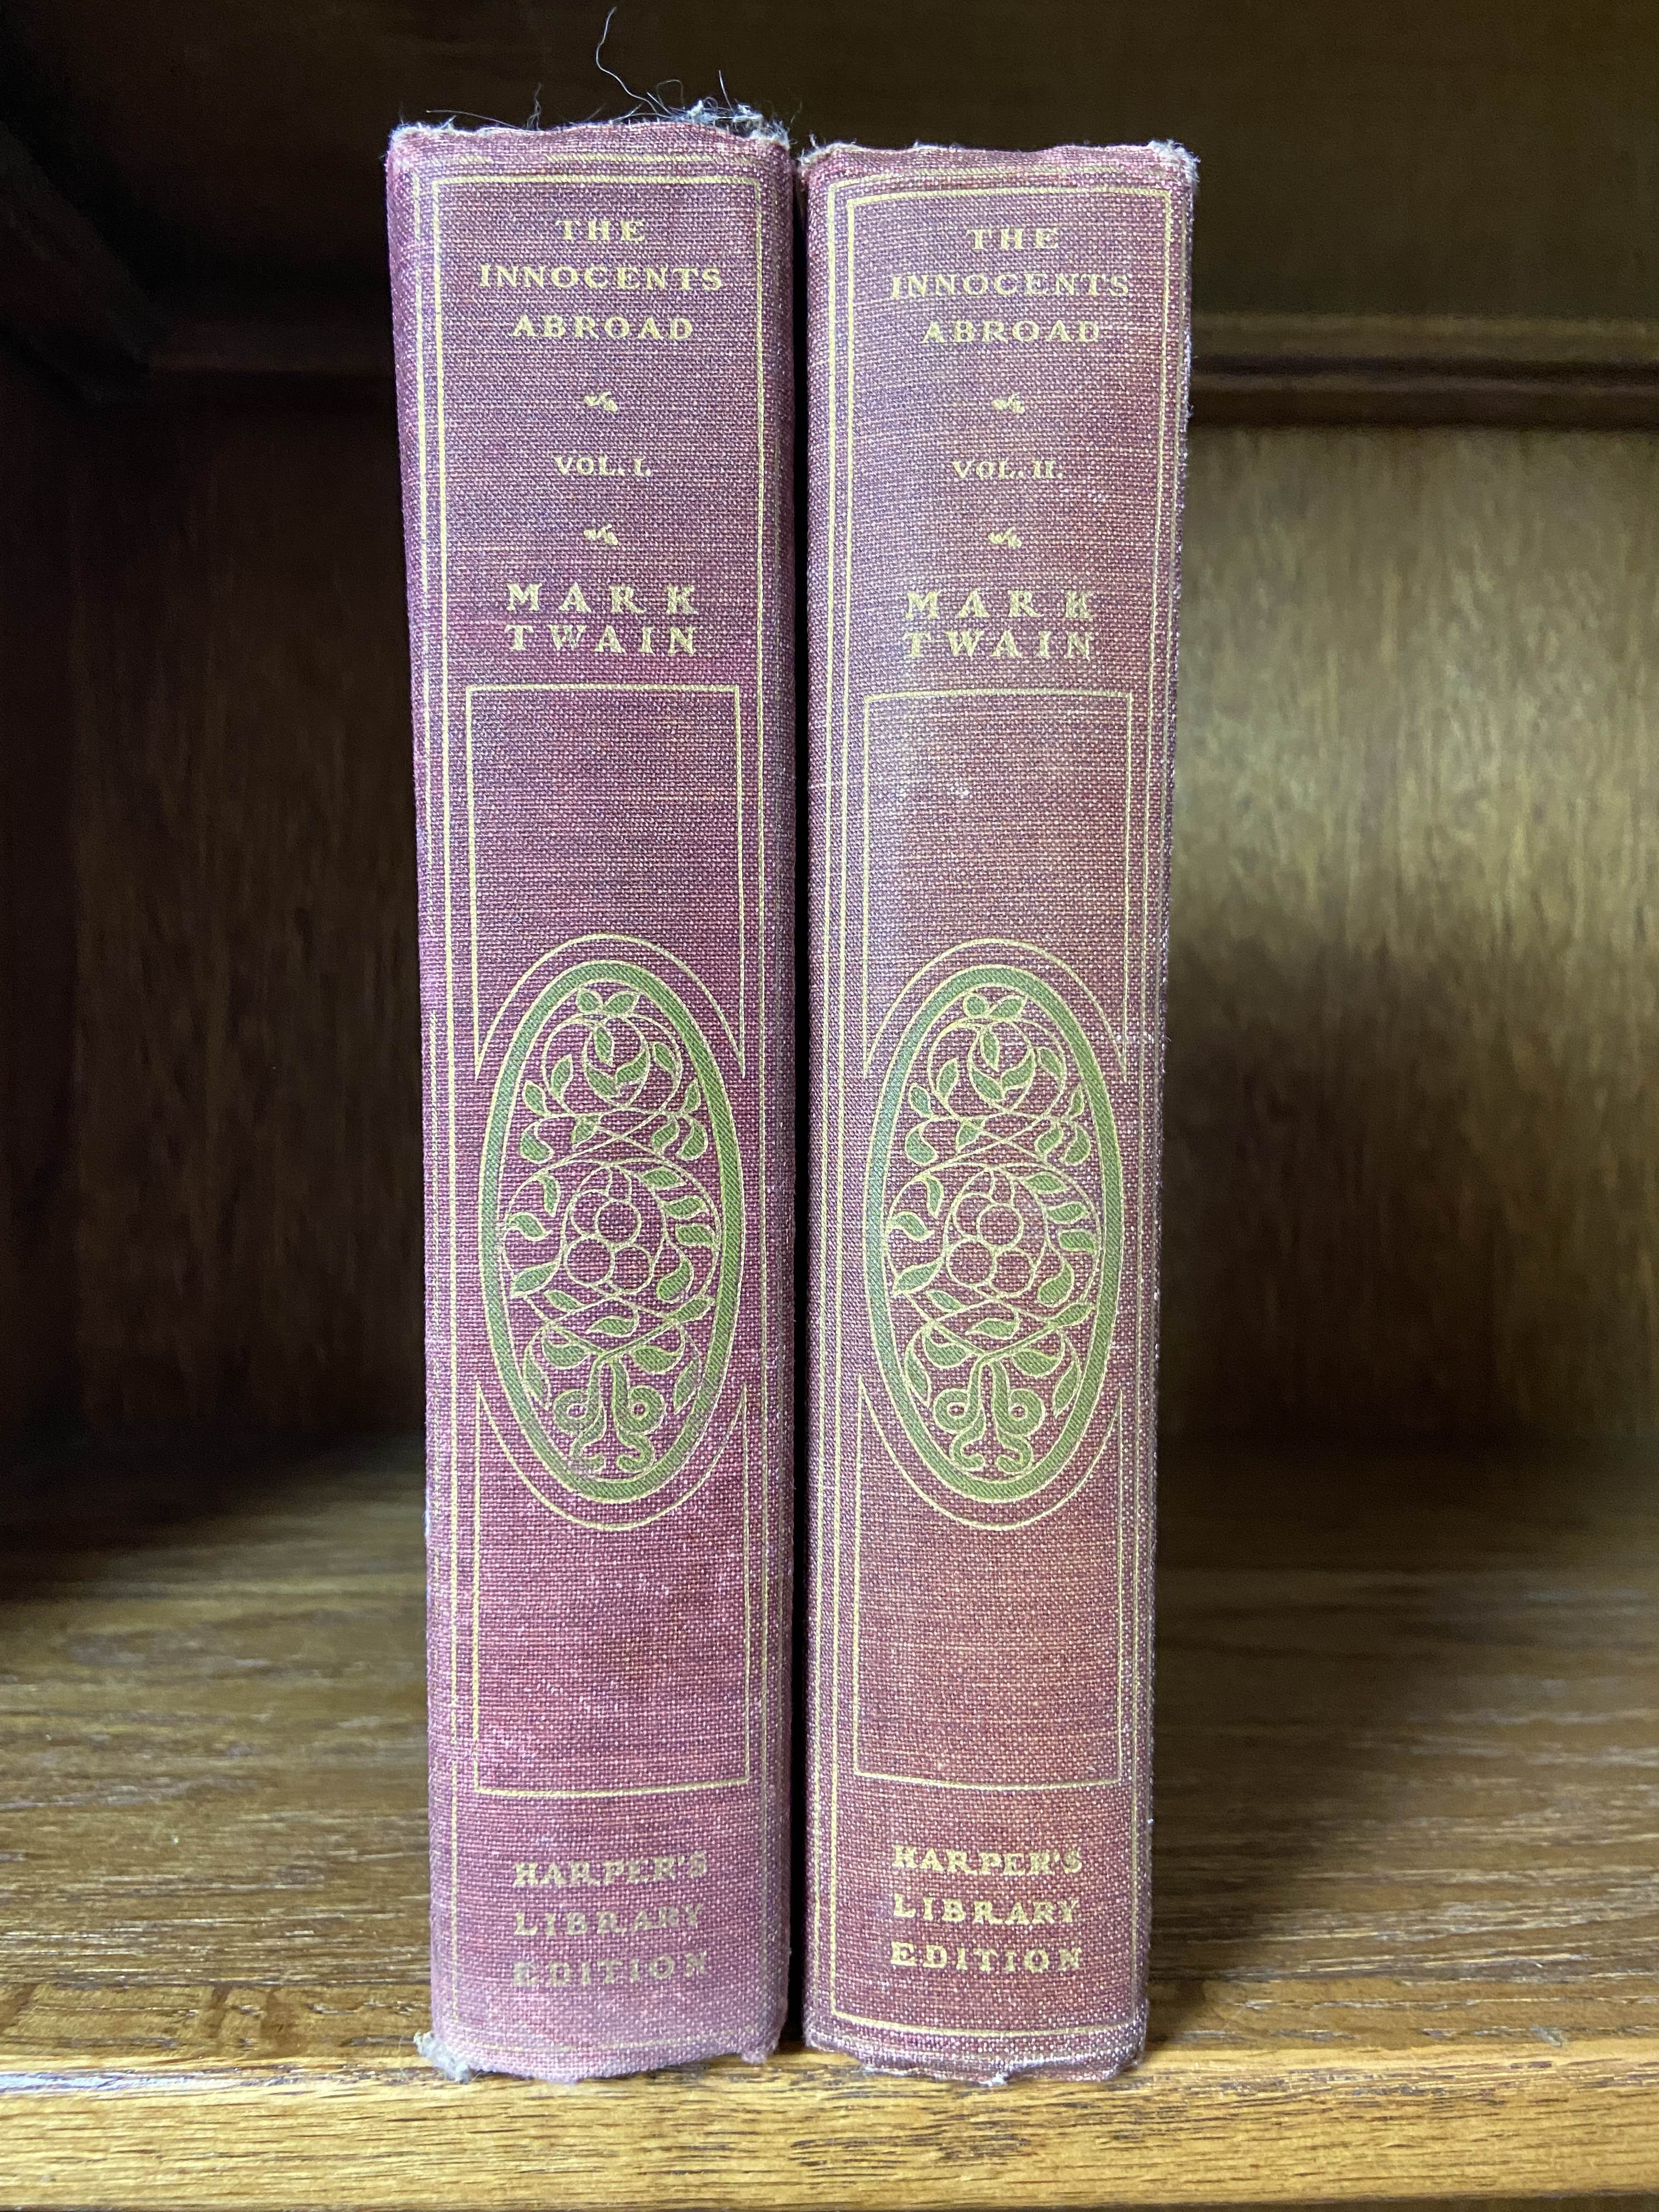 THE
INNOCENTS
ABROAD
VOL. I.
MARK
TWAIN
HARPER'S
LIBRARY
EDITION
THE
INNOCENTS
ABROAD
VOL. II.
MARK
TWAIN
HARPER'S
LIBRARY
EDITION